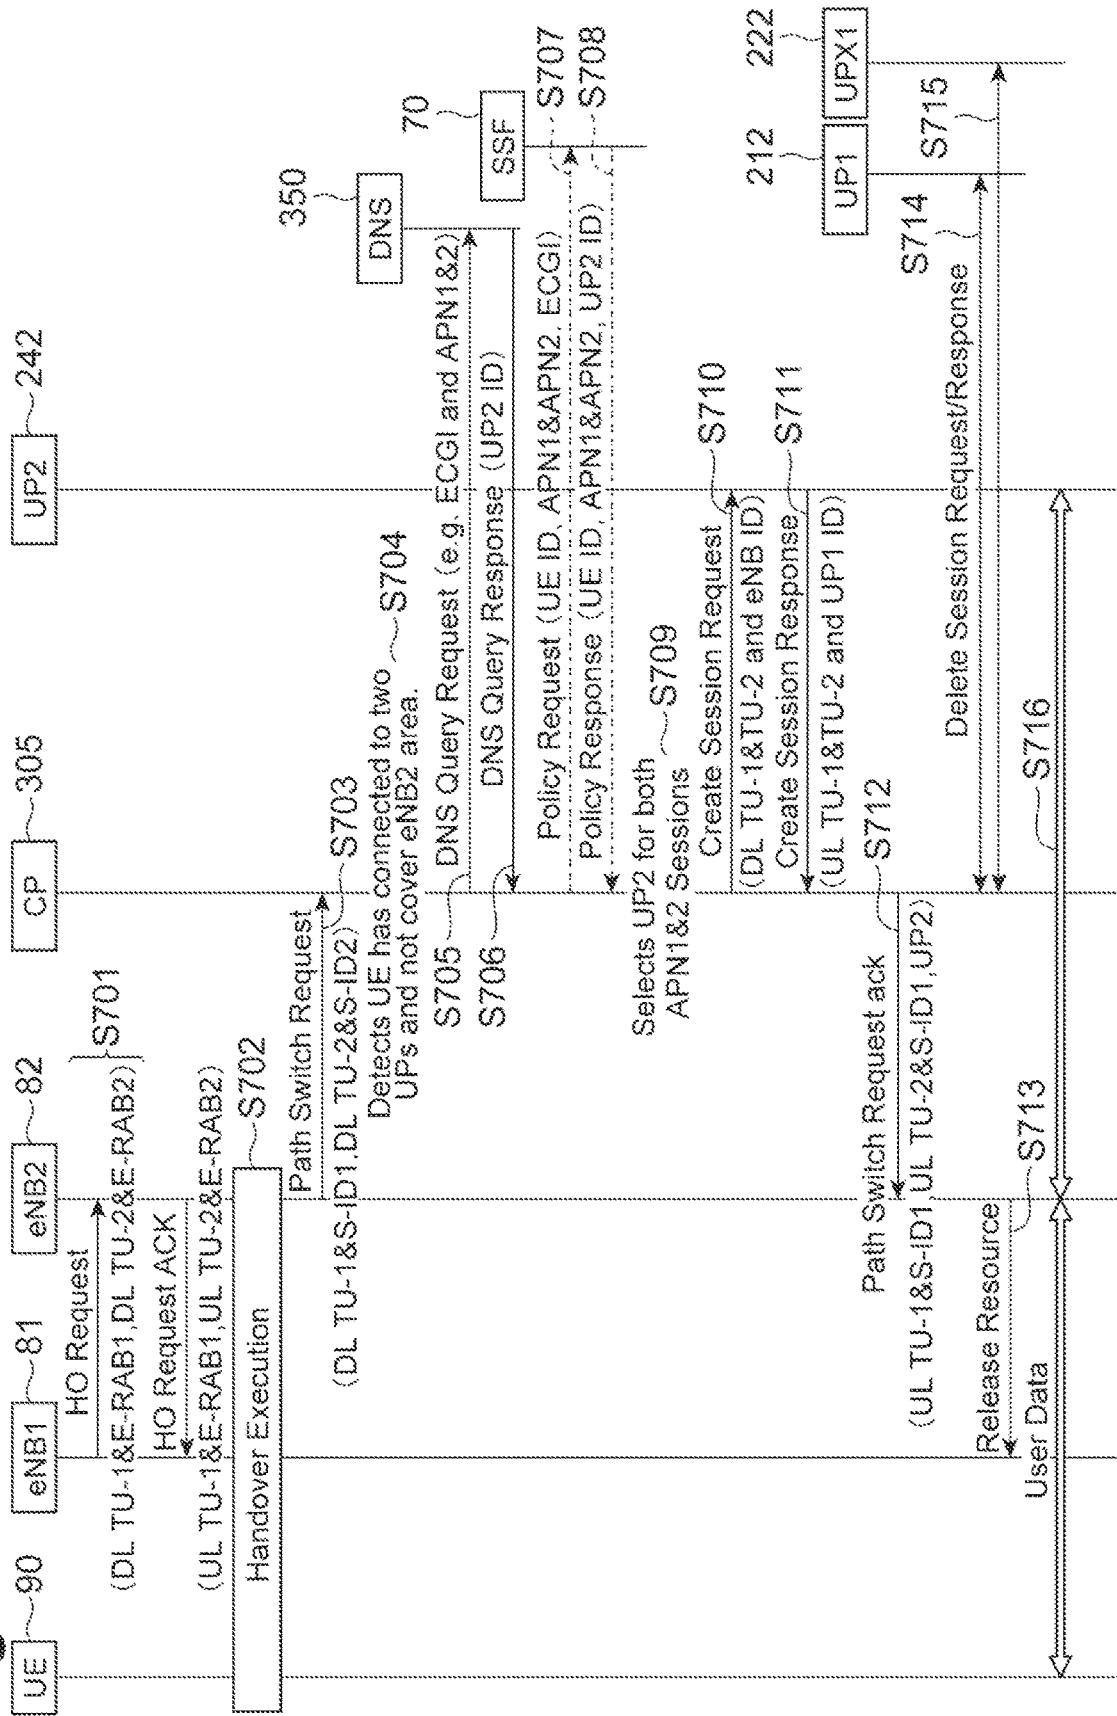 UE
90
eNB1
81
eNB2
82
CP
305
UP2
242
HO Request
(DL TU-1&E-RAB1,DL TU-2&E-RAB2)
S701
HO Request ACK
(UL TU-1&E-RAB1,UL TU-2&E-RAB2)
Handover Execution
S702
Path Switch Request
S703
(DL TU-1&S-ID1,DL TU-2&S-ID2)
Detects UE has connected to two
UPs and not cover eNB2 area.
S704
DNS
350
S705
DNS Query Request (e.g. ECGI and APN1&2)
S706
DNS Query Response (UP2 ID)
SSF
70
Policy Request (UE ID, APN1&APN2, ECGI)
S707
Policy Response (UE ID, APN1&APN2, UP2 ID)
S708
Selects UP2 for both
APN1&2 Sessions
S709
Create Session Request
S710
(DL TU-1&TU-2 and eNB ID)
Create Session Response
S711
(UL TU-1&TU-2 and UP1 ID)
Path Switch Request ack
S712
(UL TU-1&S-ID1,UL TU-2&S-ID1,UP2)
UP1
212
UPX1
222
Delete Session Request/Response
S714
S715
Release Resource
S713
User Data
S716